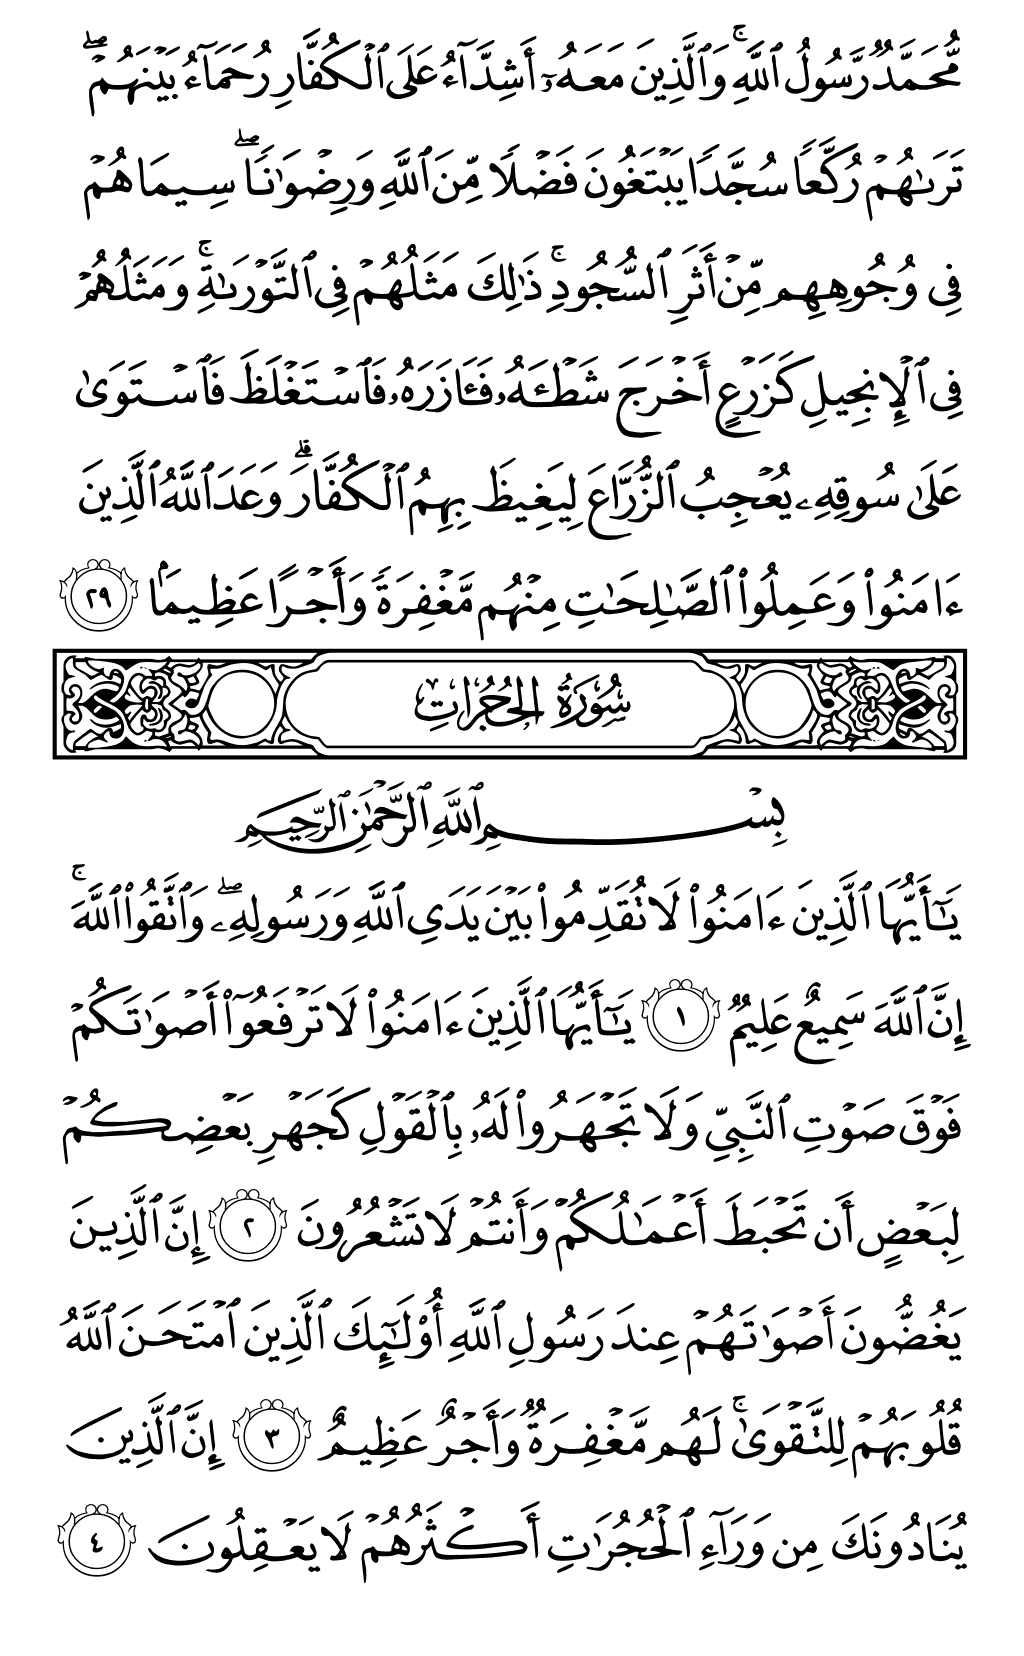 مُّحَمَّدٌ رَّسُولُ ٱللَّهِۚ وَٱلَّذِينَ مَعَهُۥٓ أَشِدَّآءُ عَلَى ٱلۡكُفَّارِ رُحَمَآءُ بَيۡنَهُمۡۖ
تَرَىٰهُمۡ رُكَّعٗا سُجَّدٗا يَبۡتَغُونَ فَضۡلٗا مِّنَ ٱللَّهِ وَرِضۡوَٰنٗاۖ سِيمَاهُمۡ
فِي وُجُوهِهِم مِّنۡ أَثَرِ ٱلسُّجُودِۚ ذَٰلِكَ مَثَلُهُمۡ فِي ٱلتَّوۡرَىٰةِۚ وَمَثَلُهُمۡ
فِي ٱلۡإِنجِيلِ كَزَرۡعٍ أَخۡرَجَ شَطۡـَٔهُۥ فَـَٔازَرَهُۥ فَٱسۡتَغۡلَظَ فَٱسۡتَوَىٰ
عَلَىٰ سُوقِهِۦ يُعۡجِبُ ٱلزُّرَّاعَ لِيَغِيظَ بِهِمُ ٱلۡكُفَّارَۗ وَعَدَ ٱللَّهُ ٱلَّذِينَ
ءَامَنُواْ وَعَمِلُواْ ٱلصَّٰلِحَٰتِ مِنۡهُم مَّغۡفِرَةٗ وَأَجۡرًا عَظِيمَۢا ٢٩
سُورَةُ الحُجُرَاتِ
بِسۡمِ ٱللَّهِ ٱلرَّحۡمَٰنِ ٱلرَّحِيمِ
يَٰٓأَيُّهَا ٱلَّذِينَ ءَامَنُواْ لَا تُقَدِّمُواْ بَيۡنَ يَدَيِ ٱللَّهِ وَرَسُولِهِۦۖ وَٱتَّقُواْ ٱللَّهَۚ
إِنَّ ٱللَّهَ سَمِيعٌ عَلِيمٞ ١ يَٰٓأَيُّهَا ٱلَّذِينَ ءَامَنُواْ لَا تَرۡفَعُوٓاْ أَصۡوَٰتَكُمۡ
فَوۡقَ صَوۡتِ ٱلنَّبِيِّ وَلَا تَجۡهَرُواْ لَهُۥ بِٱلۡقَوۡلِ كَجَهۡرِ بَعۡضِكُمۡ
لِبَعۡضٍ أَن تَحۡبَطَ أَعۡمَٰلُكُمۡ وَأَنتُمۡ لَا تَشۡعُرُونَ ٢ إِنَّ ٱلَّذِينَ
يَغُضُّونَ أَصۡوَٰتَهُمۡ عِندَ رَسُولِ ٱللَّهِ أُوْلَٰٓئِكَ ٱلَّذِينَ ٱمۡتَحَنَ ٱللَّهُ
قُلُوبَهُمۡ لِلتَّقۡوَىٰۚ لَهُم مَّغۡفِرَةٞ وَأَجۡرٌ عَظِيمٌ ٣ إِنَّ ٱلَّذِينَ
يُنَادُونَكَ مِن وَرَآءِ ٱلۡحُجُرَٰتِ أَكۡثَرُهُمۡ لَا يَعۡقِلُونَ ٤